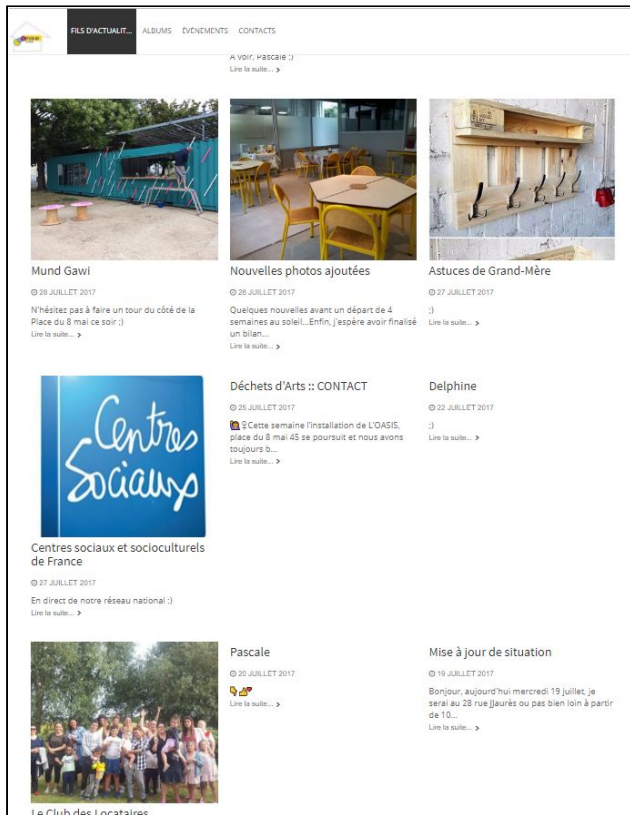 FILS D'ACTUALIT...
ALBUMS
ÉVÉNEMENTS
CONTACTS
A voir, Pascale ;)
Lire la suite... >
Mund Gawi
28 JUILLET 2017
N'hésitez pas à faire un tour du côté de la
Place du 8 mai ce soir ;)
Lire la suite... >
Nouvelles photos ajoutées
28 JUILLET 2017
Quelques nouvelles avant un départ de 4
semaines au soleil...Enfin, j'espère avoir finalisé
un bilan...
Lire la suite... >
Astuces de Grand-Mère
27 JUILLET 2017
;)
Lire la suite... >
Centres
Sociaux
Centres sociaux et socioculturels
de France
27 JUILLET 2017
En direct de notre réseau national ;)
Lire la suite... >
Déchets d'Arts :: CONTACT
25 JUILLET 2017
Cette semaine l'installation de L'OASIS,
place du 8 mai 45 se poursuit et nous avons
toujours b...
Lire la suite... >
Delphine
22 JUILLET 2017
;)
Lire la suite... >
Le Club des Locataires
Pascale
20 JUILLET 2017
Lire la suite... >
Mise à jour de situation
19 JUILLET 2017
Bonjour, aujourd'hui mercredi 19 juillet, je
serai au 28 rue JJaurès ou pas bien loin à partir
de 10...
Lire la suite... >